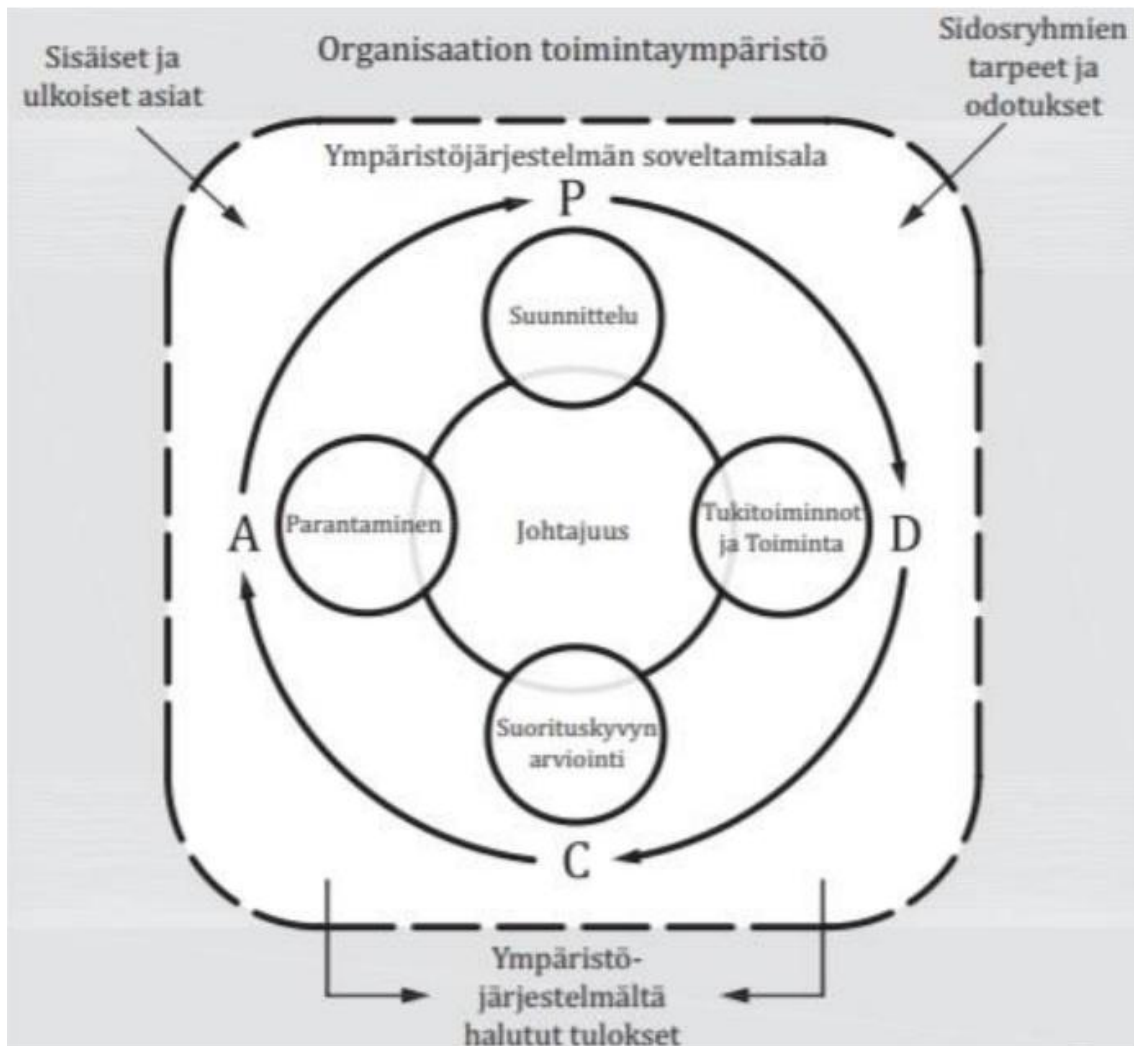 Organisaation toimintaympäristö
Sisäiset ja
ulkoiset asiat
Sidosryhmien
tarpeet ja
odotukset
Ympäristöjärjestelmän soveltamisala
P
Suunnittelu
A
Parantaminen
Johtajuus
Tukitoiminnot
ja Toiminta
D
Suorituskyvyn
arviointi
C
Ympäristö-
järjestelmältä
halutut tulokset